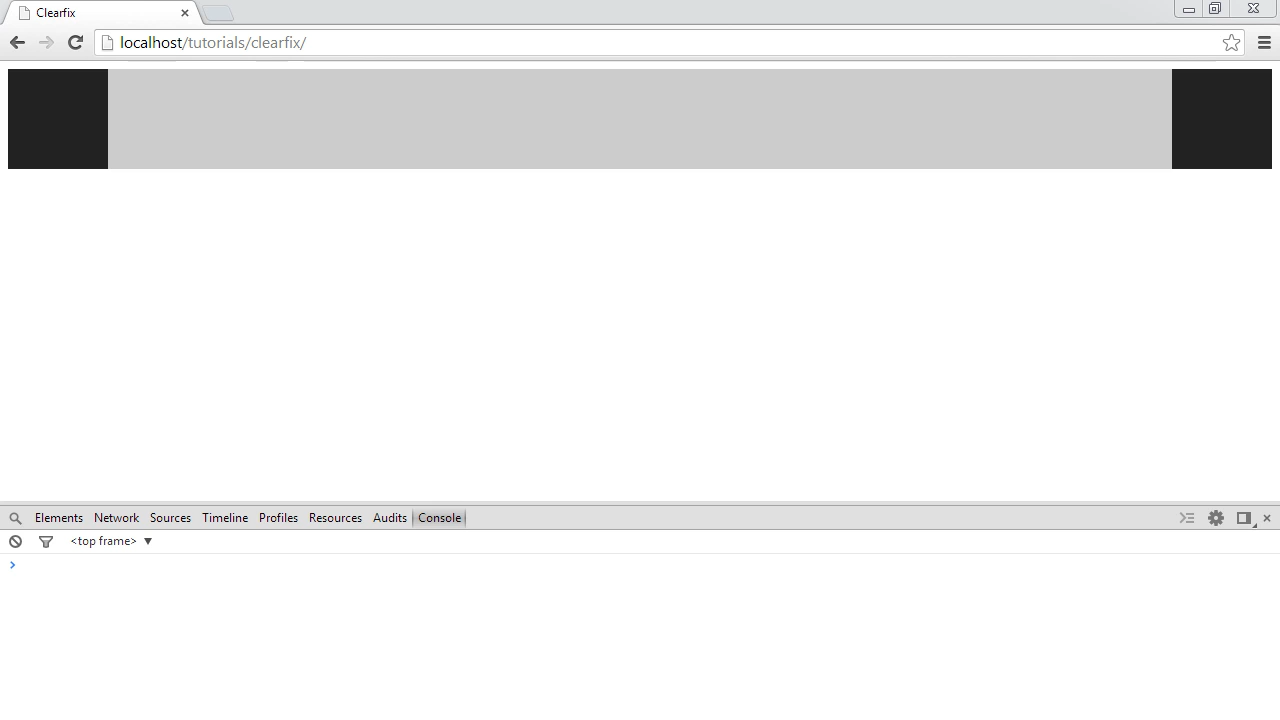 Clearfix
localhost/tutorials/clearfix/
Elements Network Sources Timeline Profiles Resources Audits Console
<top frame>